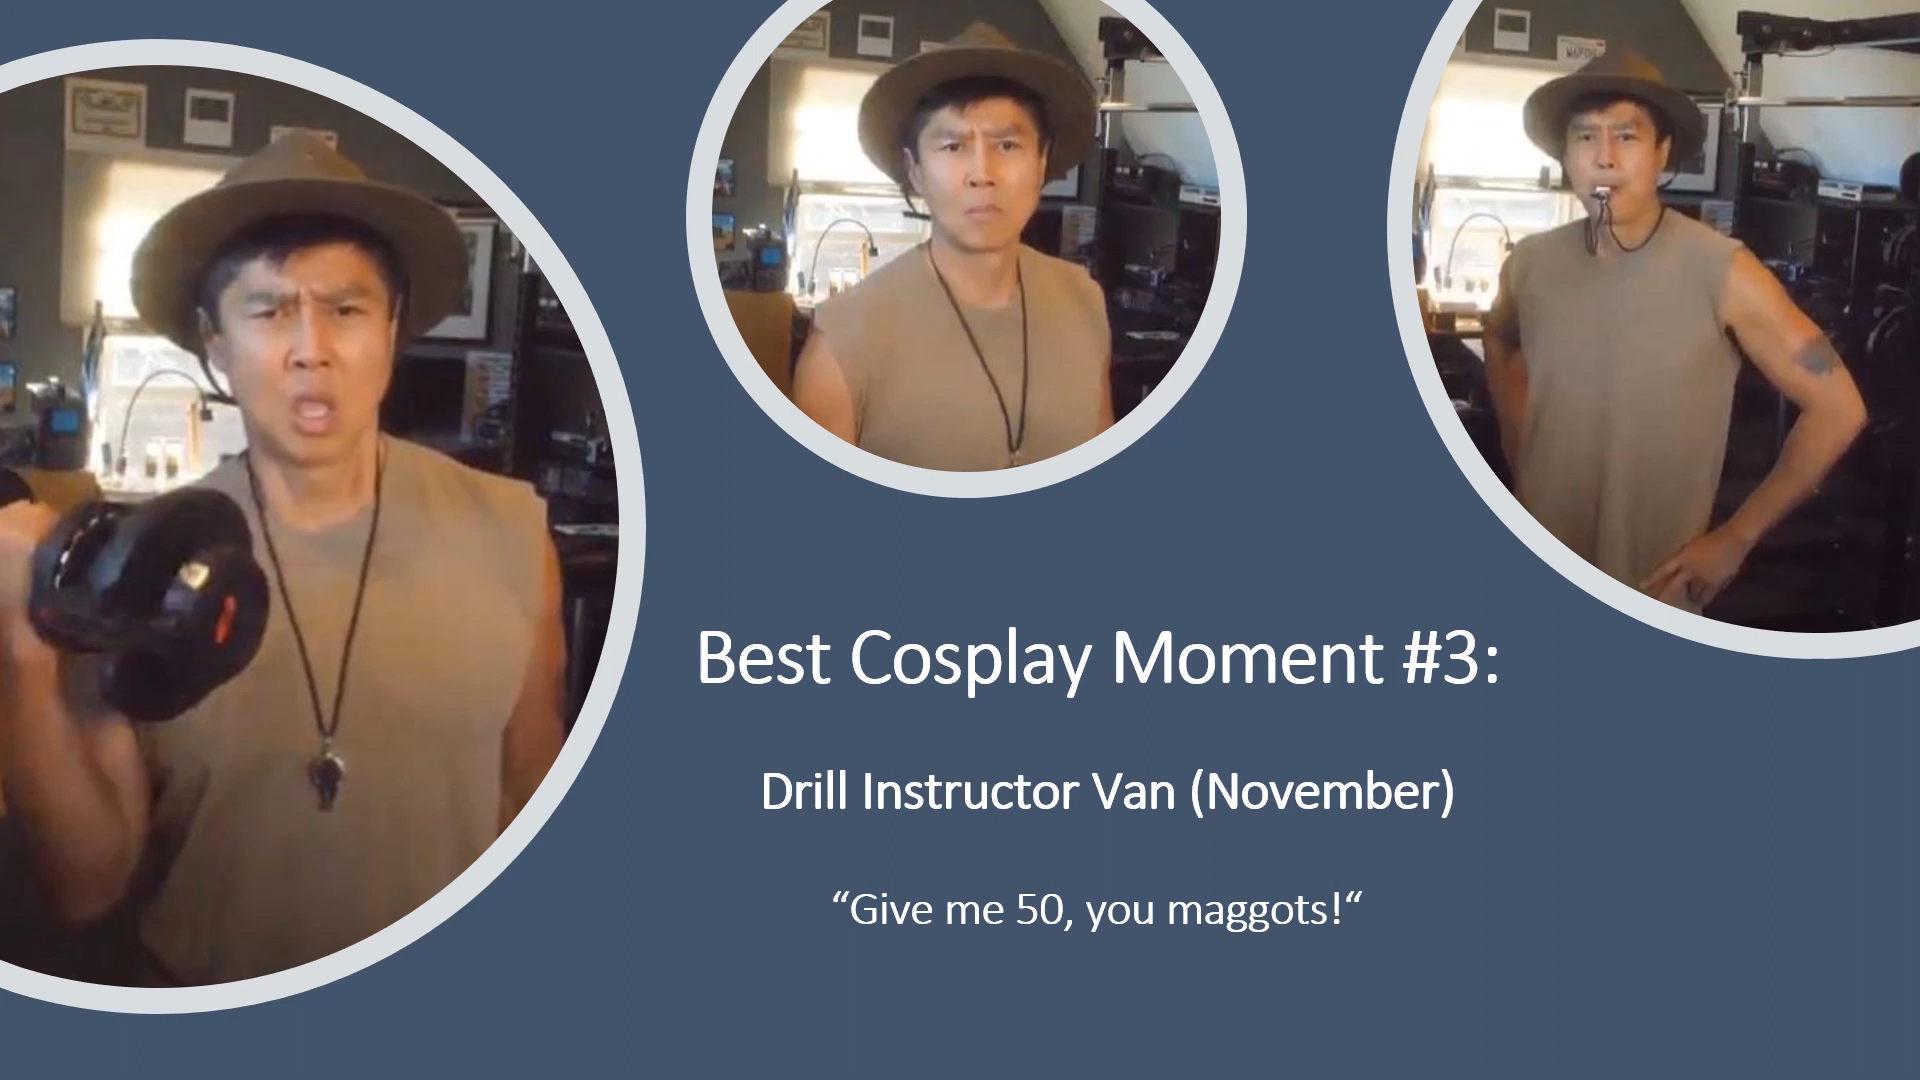 Best Cosplay Moment #3:
Drill Instructor Van (November)
“Give me 50, you maggots!“